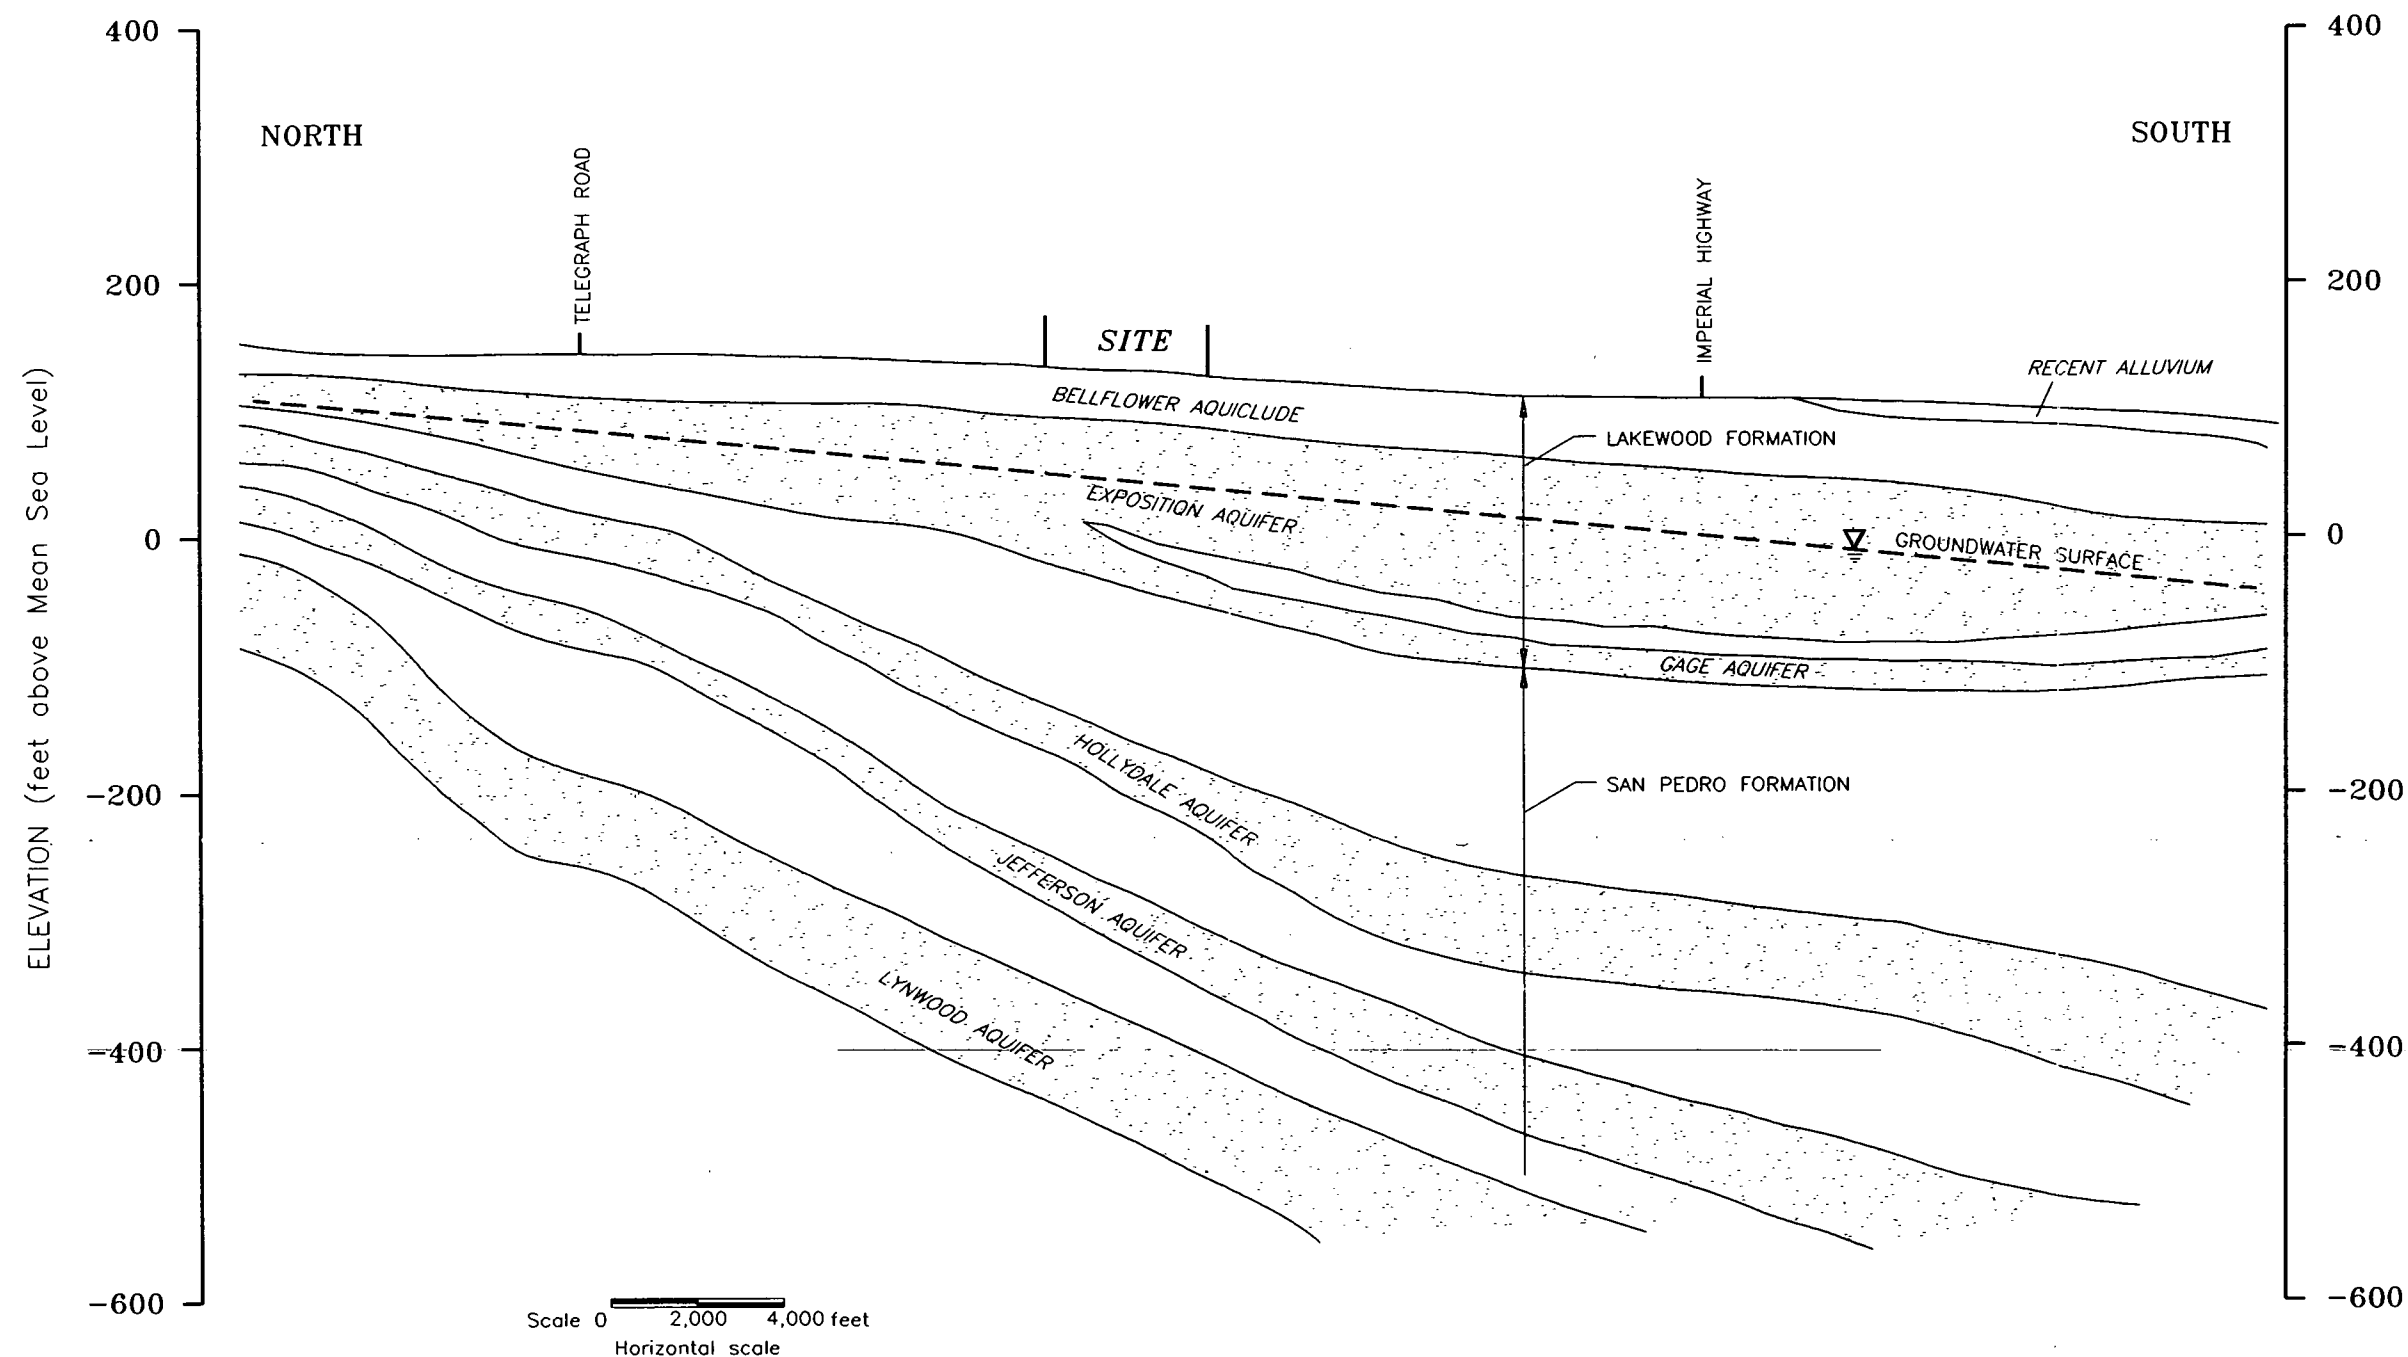 400
400
NORTH
SOUTH
TELEGRAPH ROAD
IMPERIAL HIGHWAY
200
200
SITE
RECENT ALLUVIUM
BELLFLOWER AQUICLUDE
LAKEWOOD FORMATION
EXPOSITION AQUIFER
0
0
GROUNDWATER SURFACE
GAGE AQUIFER
ELEVATION (feet above Mean Sea Level)
HOLLYDALE AQUIFER
SAN PEDRO FORMATION
-200
-200
JEFFERSON AQUIFER
LYNWOOD AQUIFER
-400
-400
-600
-600
Scale 0 2,000 4,000 feet
Horizontal scale